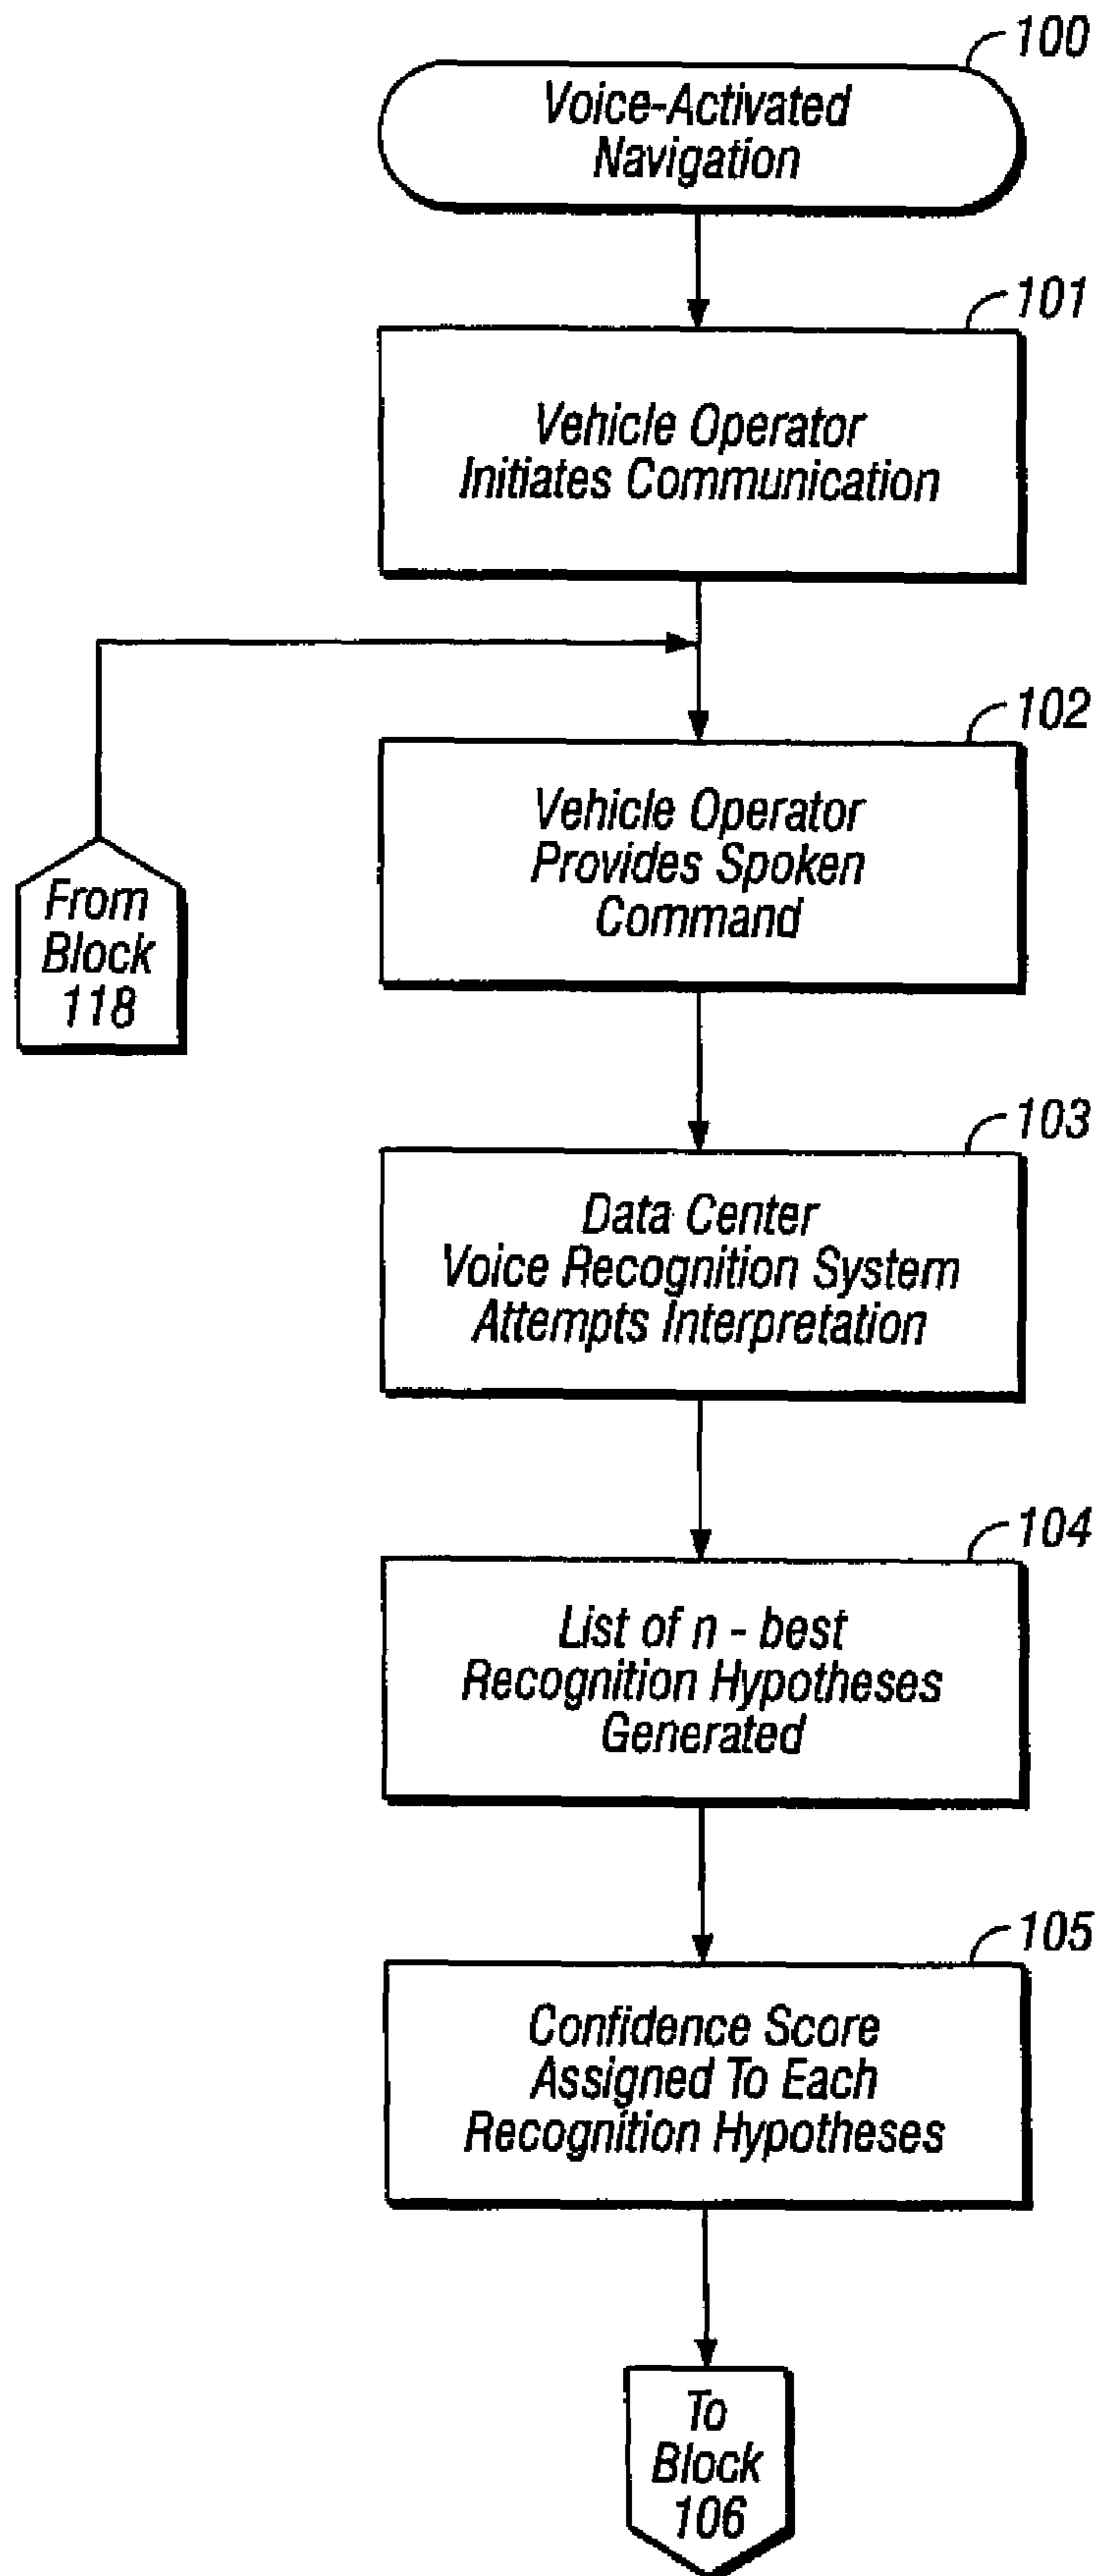 100
Voice-Activated
Navigation
101
Vehicle Operator
Initiates Communication
102
Vehicle Operator
Provides Spoken
Command
From
Block
118
103
Data Center
Voice Recognition System
Attempts Interpretation
104
List of n - best
Recognition Hypotheses
Generated
105
Confidence Score
Assigned To Each
Recognition Hypotheses
To
Block
106